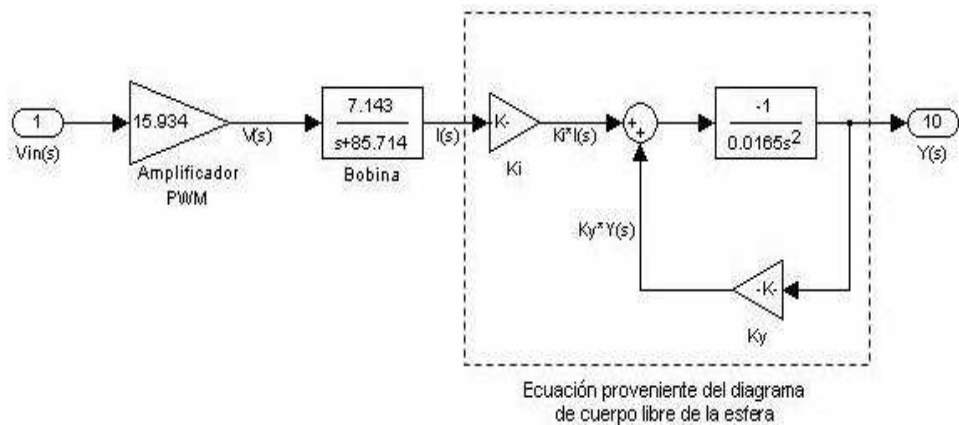 1
Vin(s)
15.934
Amplificador
PWM
V(s)
7.143
s+85.714
Bobina
I(s)
K-
Ki
Ki*I(s)
+
+
-1
0.0165s²
10
Y(s)
Ky*Y(s)
-K-
Ky
Ecuación proveniente del diagrama
de cuerpo libre de la esfera